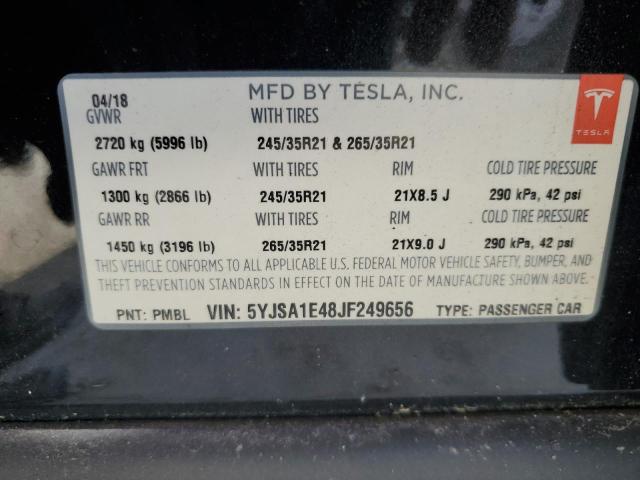 MFD BY TESLA, INC.
04/18
GVWR WITH TIRES
TESLA
2720 kg (5996 lb) 245/35R21 & 265/35R21
GAWR FRT WITH TIRES RIM COLD TIRE PRESSURE
1300 kg (2866 lb) 245/35R21 21X8.5 J 290 kPa, 42 psi
GAWR RR WITH TIRES RIM COLD TIRE PRESSURE
1450 kg (3196 lb) 265/35R21 21X9.0 J 290 kPa, 42 psi
THIS VEHICLE CONFORMS TO ALL APPLICABLE U.S. FEDERAL MOTOR VEHICLE SAFETY, BUMPER, AND
THEFT PREVENTION STANDARDS IN EFFECT ON THE DATE OF MANUFACTURE SHOWN ABOVE.
PNT: PMBL VIN: 5YJSA1E48JF249656 TYPE: PASSENGER CAR